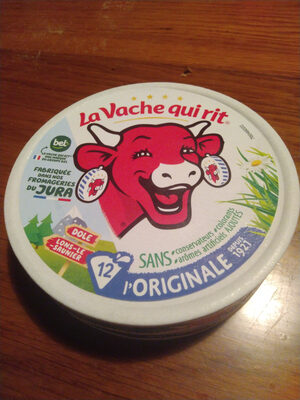 La Vache qui rit
bel
FABRIQUÉE
DANS NOS
FROMAGERIES
DU JURA
DOLE
LONS-LE-
SAUNIER
12
SANS #conservateurs #colorants
#arômes artificiels AJOUTÉS
l'ORIGINALE
DEPUIS
1921